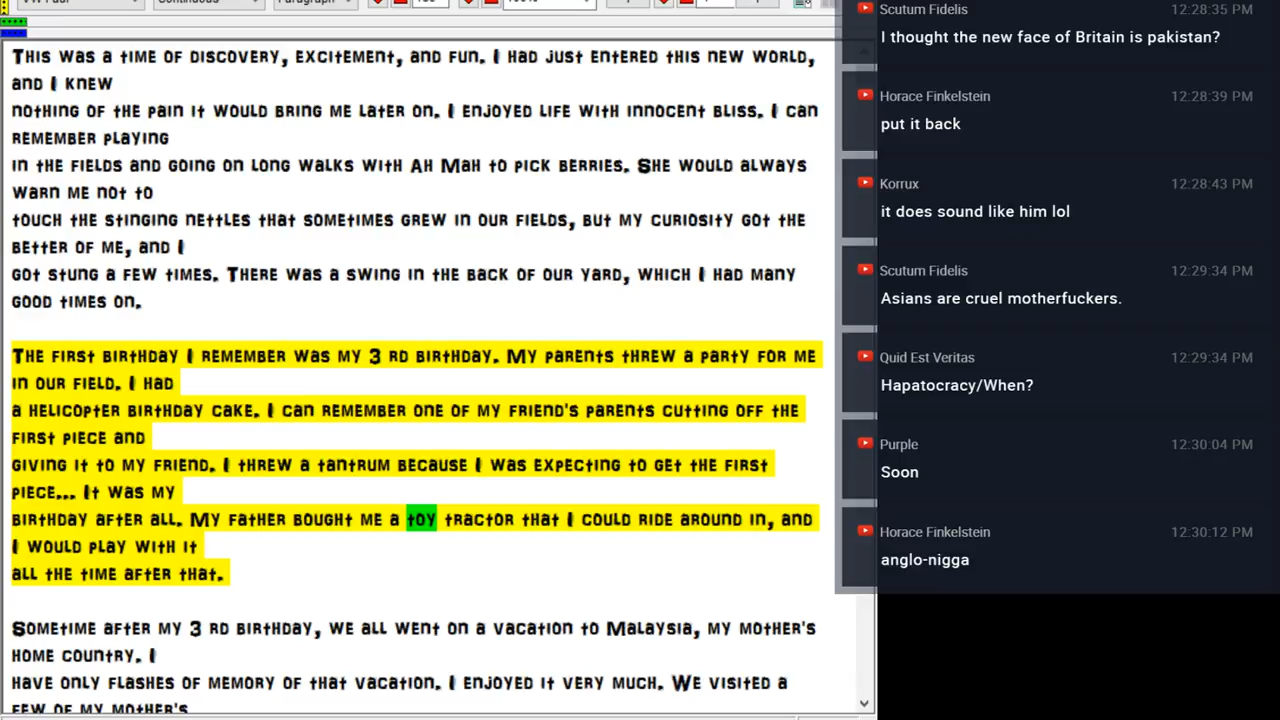 This was a time of discovery, excitement, and fun. I had just entered this new world,
and I knew
nothing of the pain it would bring me later on. I enjoyed life with innocent bliss. I can
remember playing
in the fields and going on long walks with Ah Mah to pick berries. She would always
warn me not to
touch the stinging nettles that sometimes grew in our fields, but my curiosity got the
better of me, and I
got stung a few times. There was a swing in the back of our yard, which I had many
good times on.
The first birthday I remember was my 3 rd birthday. My parents threw a party for me
in our field. I had
a helicopter birthday cake. I can remember one of my friend's parents cutting off the
first piece and
giving it to my friend. I threw a tantrum because I was expecting to get the first
piece... It was my
birthday after all. My father bought me a toy tractor that I could ride around in, and
I would play with it
all the time after that.
Sometime after my 3 rd birthday, we all went on a vacation to Malaysia, my mother's
home country. I
have only flashes of memory of that vacation. I enjoyed it very much. We visited a
few of my mother's
Scutum Fidelis 12:28:35 PM
I thought the new face of Britain is pakistan?
Horace Finkelstein 12:28:39 PM
put it back
Korrux 12:28:43 PM
it does sound like him lol
Scutum Fidelis 12:29:34 PM
Asians are cruel motherfuckers.
Quid Est Veritas 12:29:34 PM
Hapatocracy/When?
Purple 12:30:04 PM
Soon
Horace Finkelstein 12:30:12 PM
anglo-nigga